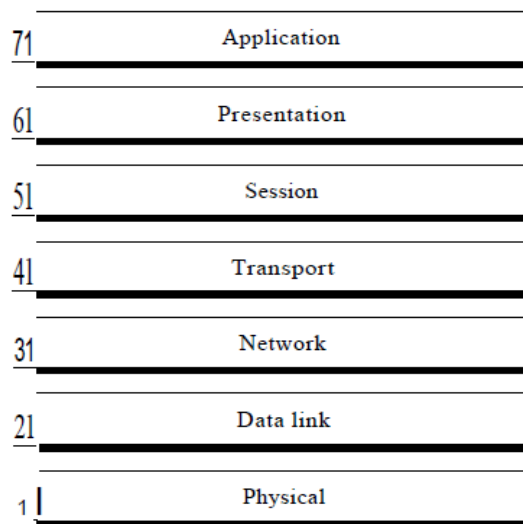 71 Application
61 Presentation
51 Session
41 Transport
31 Network
21 Data link
1 Physical